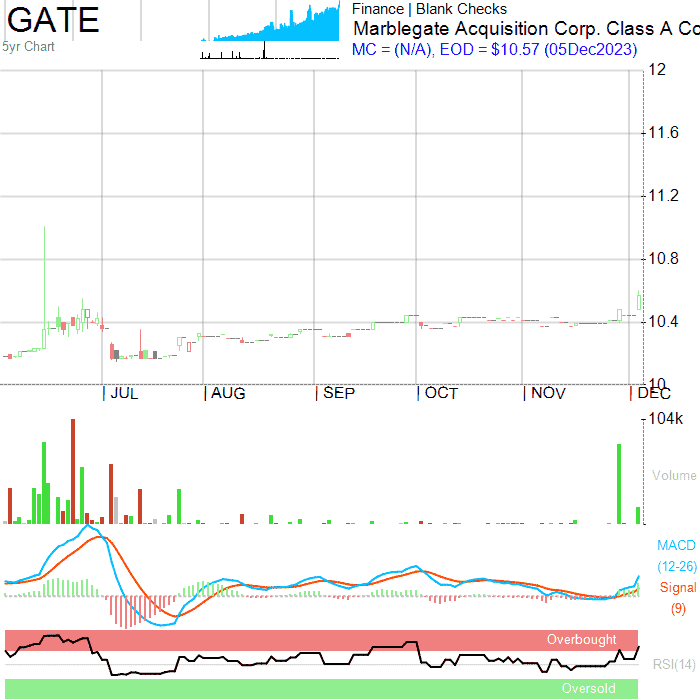 GATE
5yr Chart
Finance | Blank Checks
Marblegate Acquisition Corp. Class A Co
MC = (N/A), EOD = $10.57 (05Dec2023)
12
11.6
11.2
10.8
10.4
10
JUL AUG SEP OCT NOV DEC
104k
Volume
MACD
(12-26)
Signal
(9)
Overbought
RSI(14)
Oversold